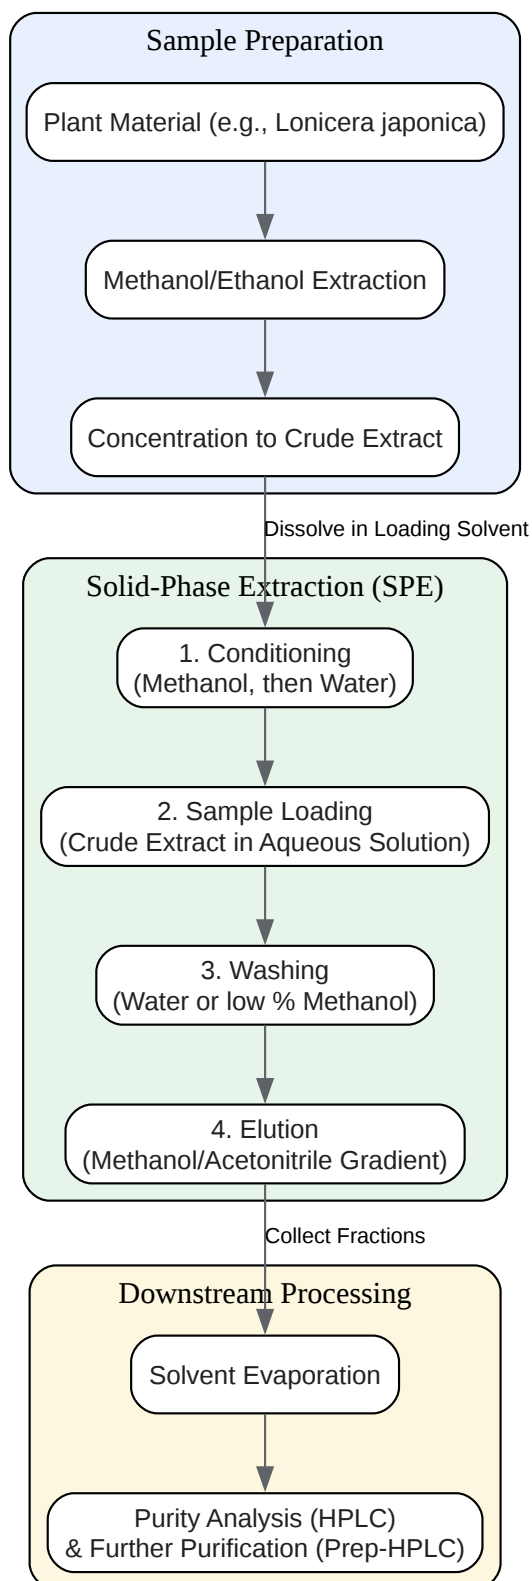 Sample Preparation
Plant Material (e.g., Lonicera japonica)
Methanol/Ethanol Extraction
Concentration to Crude Extract
Dissolve in Loading Solvent
Solid-Phase Extraction (SPE)
1. Conditioning
(Methanol, then Water)
2. Sample Loading
(Crude Extract in Aqueous Solution)
3. Washing
(Water or low % Methanol)
4. Elution
(Methanol/Acetonitrile Gradient)
Collect Fractions
Downstream Processing
Solvent Evaporation
Purity Analysis (HPLC)
& Further Purification (Prep-HPLC)